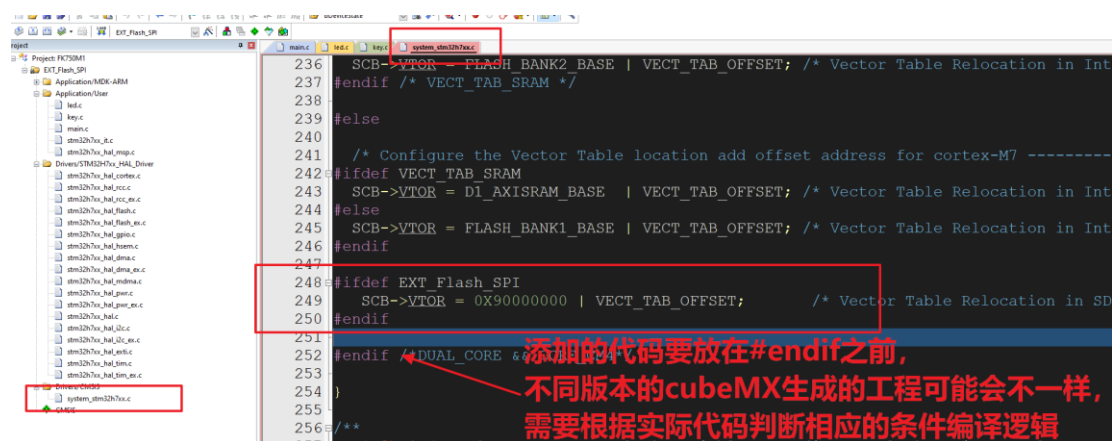 EXT_Flash_SPI
Project: FK750M1
EXT_Flash_SPI
Application/MDK-ARM
Application/User
led.c
key.c
main.c
stm32h7xx_it.c
stm32h7xx_hal_msp.c
Drivers/STM32H7xx_HAL_Driver
stm32h7xx_hal_cortex.c
stm32h7xx_hal_rcc.c
stm32h7xx_hal_rcc_ex.c
stm32h7xx_hal_flash.c
stm32h7xx_hal_flash_ex.c
stm32h7xx_hal_gpio.c
stm32h7xx_hal_hsem.c
stm32h7xx_hal_dma.c
stm32h7xx_hal_dma_ex.c
stm32h7xx_hal_mdma.c
stm32h7xx_hal_pwr.c
stm32h7xx_hal_pwr_ex.c
stm32h7xx_hal.c
stm32h7xx_hal_i2c.c
stm32h7xx_hal_i2c_ex.c
stm32h7xx_hal_exti.c
stm32h7xx_hal_tim.c
stm32h7xx_hal_tim_ex.c
Drivers/CMSIS
system_stm32h7xx.c
CMSIS
main.c led.c key.c system_stm32h7xx.c
236 SCB->VTOR = FLASH_BANK2_BASE | VECT_TAB_OFFSET; /* Vector Table Relocation in Int
237 #endif /* VECT_TAB_SRAM */
238
239 #else
240
241 /* Configure the Vector Table location add offset address for cortex-M7 ---------
242 #ifdef VECT_TAB_SRAM
243 SCB->VTOR = D1_AXISRAM_BASE | VECT_TAB_OFFSET; /* Vector Table Relocation in Int
244 #else
245 SCB->VTOR = FLASH_BANK1_BASE | VECT_TAB_OFFSET; /* Vector Table Relocation in Int
246 #endif
247
248 #ifdef EXT_Flash_SPI
249 SCB->VTOR = 0X90000000 | VECT_TAB_OFFSET; /* Vector Table Relocation in SD
250 #endif
251
252 #endif /*DUAL_CORE &&
253
254 }
255
256 /**
添加的代码要放在#endif之前，
不同版本的cubeMX生成的工程可能会不一样，
需要根据实际代码判断相应的条件编译逻辑